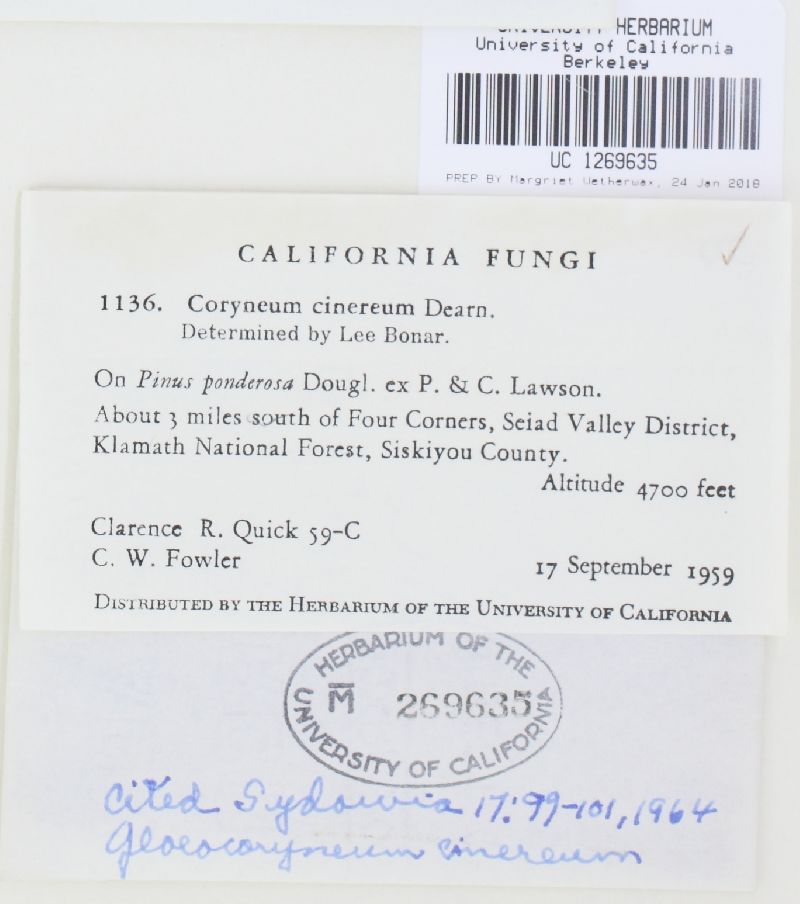 UNIVERSITY HERBARIUM
University of California
Berkeley
UC 1269635
PREP BY Margriet Wetherwax, 24 Jan 2018
CALIFORNIA FUNGI
1136. Coryneum cinereum Dearn.
Determined by Lee Bonar.
On Pinus ponderosa Dougl. ex P. & C. Lawson.
About 3 miles south of Four Corners, Seiad Valley District,
Klamath National Forest, Siskiyou County.
Altitude 4700 feet
Clarence R. Quick 59-C
C. W. Fowler
17 September 1959
DISTRIBUTED BY THE HERBARIUM OF THE UNIVERSITY OF CALIFORNIA
HERBARIUM OF THE
M 269635
UNIVERSITY OF CALIFORNIA
cited Sydowia 17:99-101, 1964
Gloeocoryneum cinereum